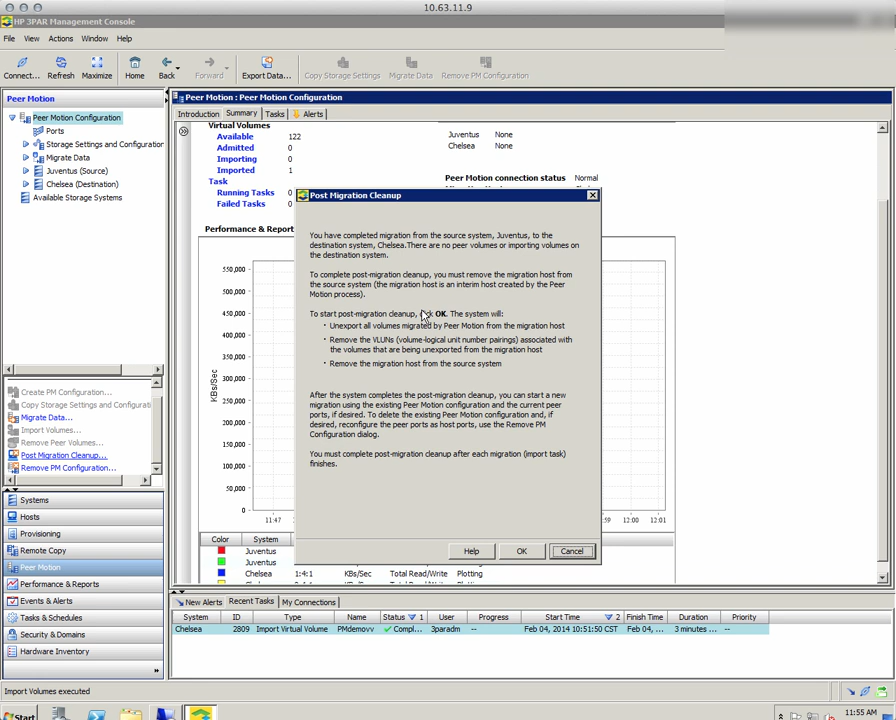 10.63.11.9
HP 3PAR Management Console
File View Actions Window Help
Connect... Refresh Maximize Home Back Forward Export Data... Copy Storage Settings Migrate Data Remove PM Configuration
Peer Motion
Peer Motion Configuration
Ports
Storage Settings and Configuration
Migrate Data
Juventus (Source)
Chelsea (Destination)
Available Storage Systems
Create PM Configuration...
Copy Storage Settings and Configurati
Migrate Data...
Import Volumes...
Remove Peer Volumes...
Post Migration Cleanup...
Remove PM Configuration...
Systems
Hosts
Provisioning
Remote Copy
Peer Motion
Performance & Reports
Events & Alerts
Tasks & Schedules
Security & Domains
Hardware Inventory
Peer Motion : Peer Motion Configuration
Introduction Summary Tasks Alerts
Virtual Volumes
Available 122
Admitted 0
Importing 0
Imported 1
Task
Running Tasks 0
Failed Tasks 0
Juventus None
Chelsea None
Peer Motion connection status Normal
Performance & Report
KBs/Sec
550,000
500,000
450,000
400,000
350,000
300,000
250,000
200,000
150,000
100,000
50,000
0
11:47 :59 12:00 12:01
Post Migration Cleanup
You have completed migration from the source system, Juventus, to the
destination system, Chelsea.There are no peer volumes or importing volumes on
the destination system.
To complete post-migration cleanup, you must remove the migration host from
the source system (the migration host is an interim host created by the Peer
Motion process).
To start post-migration cleanup, click OK. The system will:
· Unexport all volumes migrated by Peer Motion from the migration host
· Remove the VLUNs (volume-logical unit number pairings) associated with
the volumes that are being unexported from the migration host
· Remove the migration host from the source system
After the system completes the post-migration cleanup, you can start a new
migration using the existing Peer Motion configuration and the current peer
ports, if desired. To delete the existing Peer Motion configuration and, if
desired, reconfigure the peer ports as host ports, use the Remove PM
Configuration dialog.
You must complete post-migration cleanup after each migration (import task)
finishes.
Help OK Cancel
Color System
Juventus
Juventus
Chelsea 1:4:1 KBs/Sec Total Read/Write Plotting
New Alerts Recent Tasks My Connections
System ID Type Name Status 1 User Progress Start Time 2 Finish Time Duration Priority
Chelsea 2809 Import Virtual Volume PMdemovv Compl... 3paradm -- Feb 04, 2014 10:51:50 CST Feb 04, ... 3 minutes ... --
Import Volumes executed
Start
11:55 AM